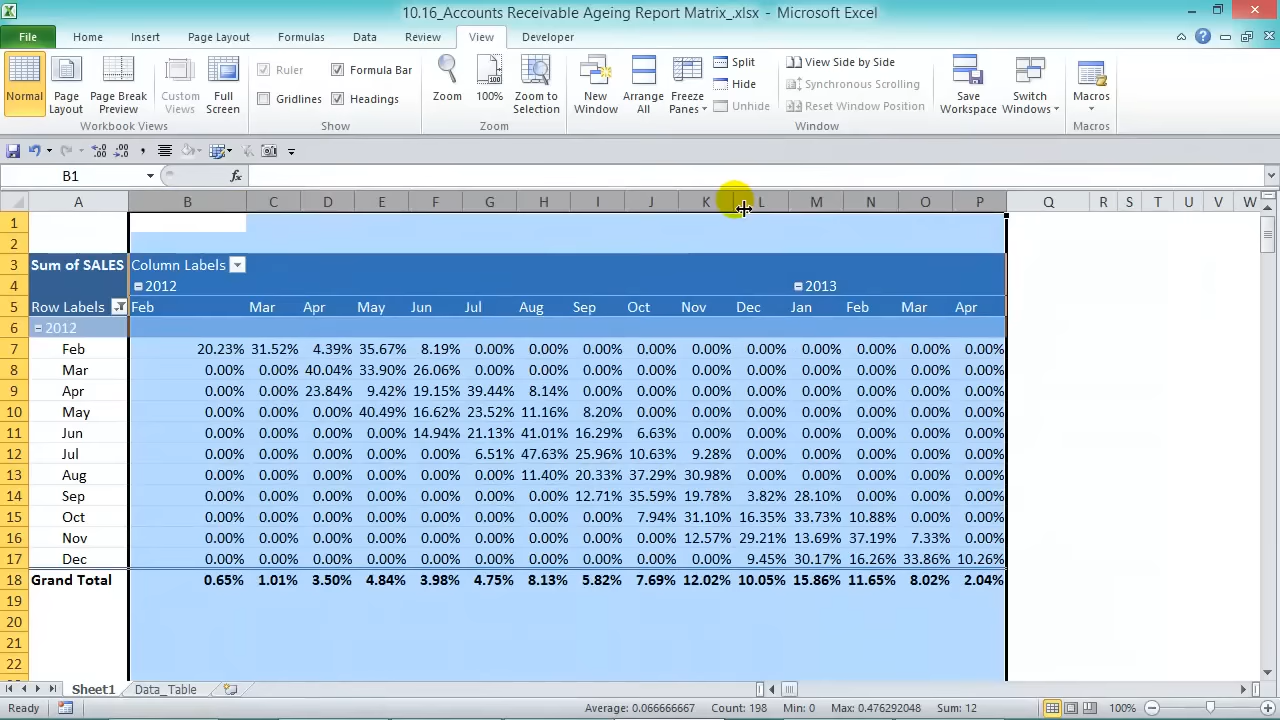 10.16_Accounts Receivable Ageing Report Matrix_.xlsx - Microsoft Excel
File Home Insert Page Layout Formulas Data Review View Developer
Normal Page Layout Page Break Preview Custom Views Full Screen
Workbook Views
Ruler Formula Bar
Gridlines Headings
Show
Zoom 100% Zoom to Selection
Zoom
New Window Arrange All Freeze Panes
Split
Hide
Unhide
View Side by Side
Synchronous Scrolling
Reset Window Position
Window
Save Workspace Switch Windows
Macros
Macros
B1 fx
A B C D E F G H I J K L M N O P Q R S T U V W
1
2
3 Sum of SALES Column Labels
4 2012 2013
5 Row Labels Feb Mar Apr May Jun Jul Aug Sep Oct Nov Dec Jan Feb Mar Apr
6 2012
7 Feb 20.23% 31.52% 4.39% 35.67% 8.19% 0.00% 0.00% 0.00% 0.00% 0.00% 0.00% 0.00% 0.00% 0.00% 0.00%
8 Mar 0.00% 0.00% 40.04% 33.90% 26.06% 0.00% 0.00% 0.00% 0.00% 0.00% 0.00% 0.00% 0.00% 0.00% 0.00%
9 Apr 0.00% 0.00% 23.84% 9.42% 19.15% 39.44% 8.14% 0.00% 0.00% 0.00% 0.00% 0.00% 0.00% 0.00% 0.00%
10 May 0.00% 0.00% 0.00% 40.49% 16.62% 23.52% 11.16% 8.20% 0.00% 0.00% 0.00% 0.00% 0.00% 0.00% 0.00%
11 Jun 0.00% 0.00% 0.00% 0.00% 14.94% 21.13% 41.01% 16.29% 6.63% 0.00% 0.00% 0.00% 0.00% 0.00% 0.00%
12 Jul 0.00% 0.00% 0.00% 0.00% 0.00% 6.51% 47.63% 25.96% 10.63% 9.28% 0.00% 0.00% 0.00% 0.00% 0.00%
13 Aug 0.00% 0.00% 0.00% 0.00% 0.00% 0.00% 11.40% 20.33% 37.29% 30.98% 0.00% 0.00% 0.00% 0.00% 0.00%
14 Sep 0.00% 0.00% 0.00% 0.00% 0.00% 0.00% 0.00% 12.71% 35.59% 19.78% 3.82% 28.10% 0.00% 0.00% 0.00%
15 Oct 0.00% 0.00% 0.00% 0.00% 0.00% 0.00% 0.00% 0.00% 7.94% 31.10% 16.35% 33.73% 10.88% 0.00% 0.00%
16 Nov 0.00% 0.00% 0.00% 0.00% 0.00% 0.00% 0.00% 0.00% 0.00% 12.57% 29.21% 13.69% 37.19% 7.33% 0.00%
17 Dec 0.00% 0.00% 0.00% 0.00% 0.00% 0.00% 0.00% 0.00% 0.00% 0.00% 9.45% 30.17% 16.26% 33.86% 10.26%
18 Grand Total 0.65% 1.01% 3.50% 4.84% 3.98% 4.75% 8.13% 5.82% 7.69% 12.02% 10.05% 15.86% 11.65% 8.02% 2.04%
19
20
21
22
Sheet1 Data_Table
Ready Average: 0.066666667 Count: 198 Min: 0 Max: 0.476292048 Sum: 12 100%